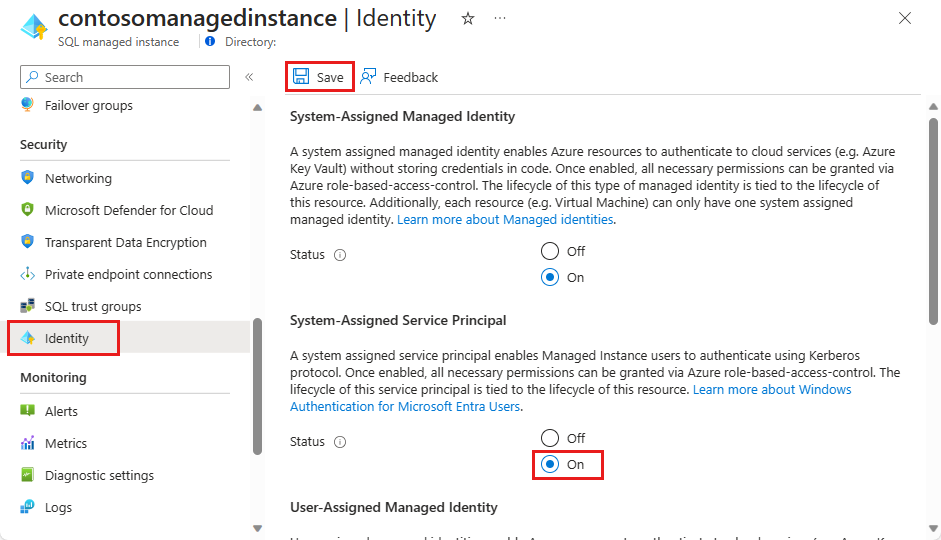 contosomanagedinstance | Identity
SQL managed instance
Directory:
Search
Save
Feedback
Failover groups
Security
Networking
Microsoft Defender for Cloud
Transparent Data Encryption
Private endpoint connections
SQL trust groups
Identity
Monitoring
Alerts
Metrics
Diagnostic settings
Logs
System-Assigned Managed Identity
A system assigned managed identity enables Azure resources to authenticate to cloud services (e.g. Azure
Key Vault) without storing credentials in code. Once enabled, all necessary permissions can be granted via
Azure role-based-access-control. The lifecycle of this type of managed identity is tied to the lifecycle of
this resource. Additionally, each resource (e.g. Virtual Machine) can only have one system assigned
managed identity. Learn more about Managed identities.
Status
Off
On
System-Assigned Service Principal
A system assigned service principal enables Managed Instance users to authenticate using Kerberos
protocol. Once enabled, all necessary permissions can be granted via Azure role-based-access-control. The
lifecycle of this service principal is tied to the lifecycle of this resource. Learn more about Windows
Authentication for Microsoft Entra Users.
Status
Off
On
User-Assigned Managed Identity